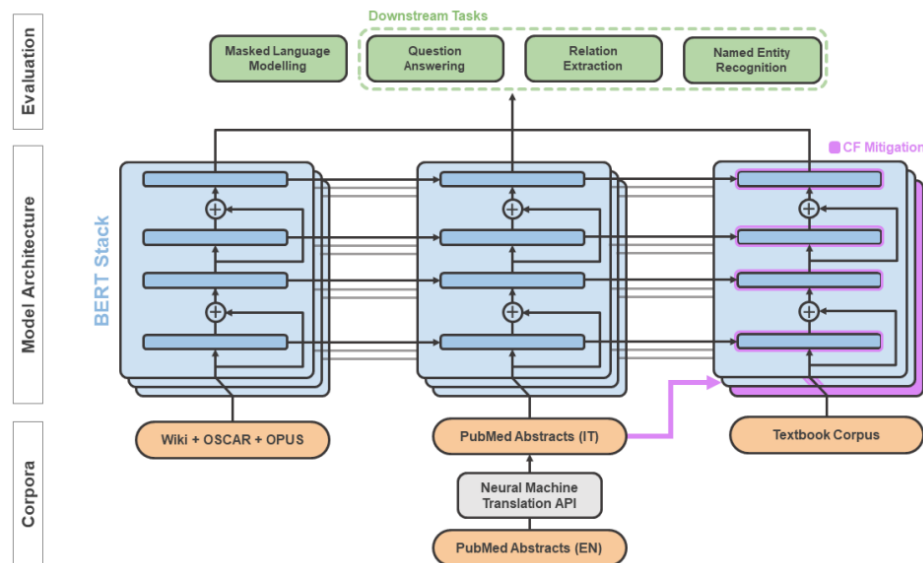 Downstream Tasks
Evaluation
Masked Language
Modelling
Question
Answering
Relation
Extraction
Named Entity
Recognition
CF Mitigation
Model Architecture
BERT Stack
Corpora
Wiki + OSCAR + OPUS
PubMed Abstracts (IT)
Textbook Corpus
Neural Machine
Translation API
PubMed Abstracts (EN)